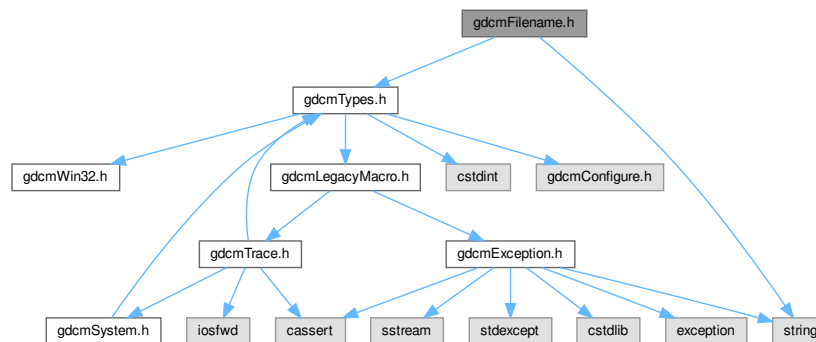 gdcmFilename.h
gdcmTypes.h
gdcmWin32.h
gdcmLegacyMacro.h
cstdint
gdcmConfigure.h
gdcmTrace.h
gdcmException.h
gdcmSystem.h
iosfwd
cassert
sstream
stdexcept
cstdlib
exception
string